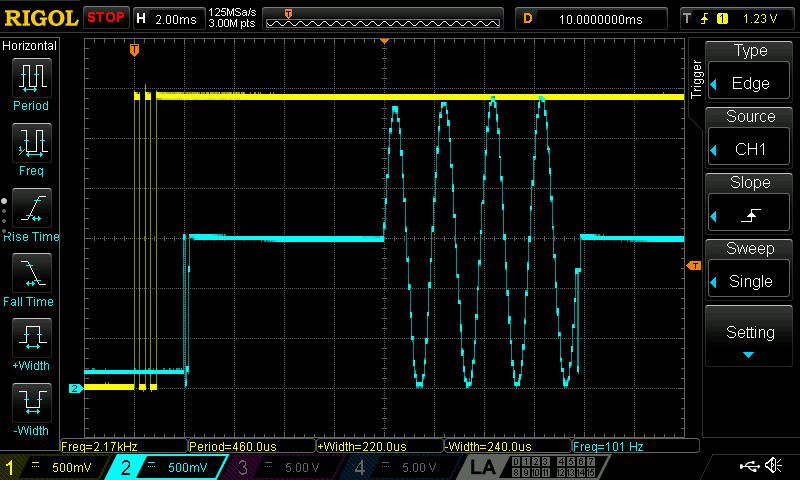 RIGOL STOP H 2.00ms 125MSa/s 3.00M pts T D 10.0000000ms T 1 1.23 V
Horizontal
Period
Freq
Rise Time
Fall Time
+Width
-Width
T
T
2
Trigger
Type
Edge
Source
CH1
Slope
Sweep
Single
Setting
Freq=2.17kHz Period=460.0us +Width=220.0us -Width=240.0us Freq=101 Hz
1 500mV 2 500mV 3 5.00 V 4 5.00 V LA 0 1 2 3 4 5 6 7
8 9 10 11 12 13 14 15